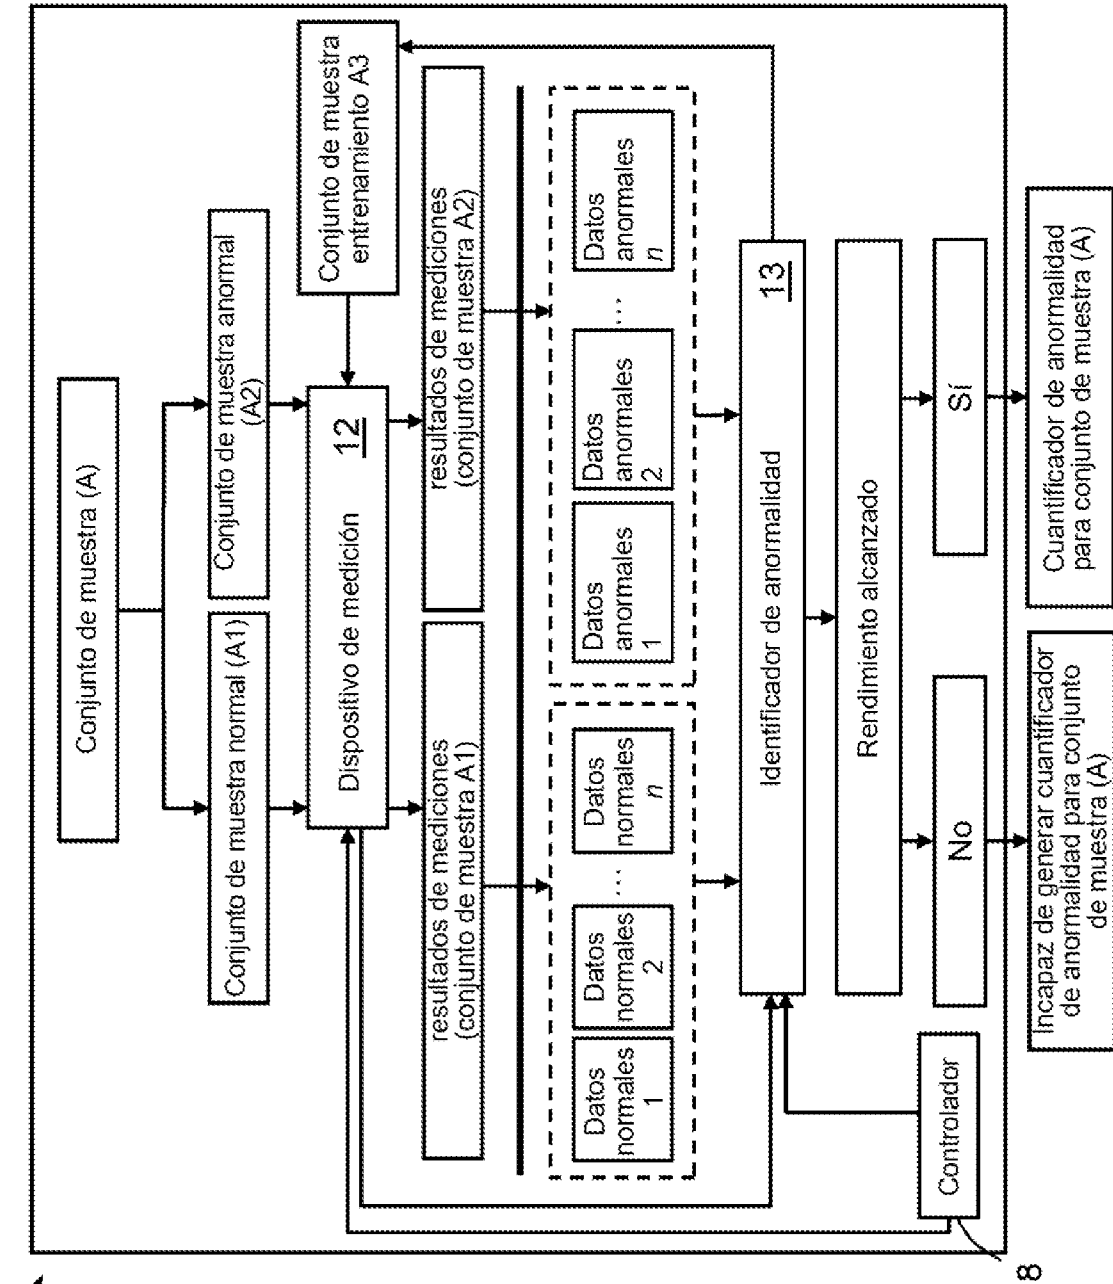 Conjunto de muestra (A)
Conjunto de muestra normal (A1)
Conjunto de muestra anormal
(A2)
Conjunto de muestra
entrenamiento A3
Dispositivo de medición
12
resultados de mediciones
(conjunto de muestra A1)
resultados de mediciones
(conjunto de muestra A2)
Datos
normales
1
Datos
normales
2
...
Datos
normales
n
Datos
anormales
1
Datos
anormales
2
...
Datos
anormales
n
Identificador de anormalidad
13
Rendimiento alcanzado
Controlador
8
No
Sí
Incapaz de generar cuantificador
de anormalidad para conjunto
de muestra (A)
Cuantificador de anormalidad
para conjunto de muestra (A)